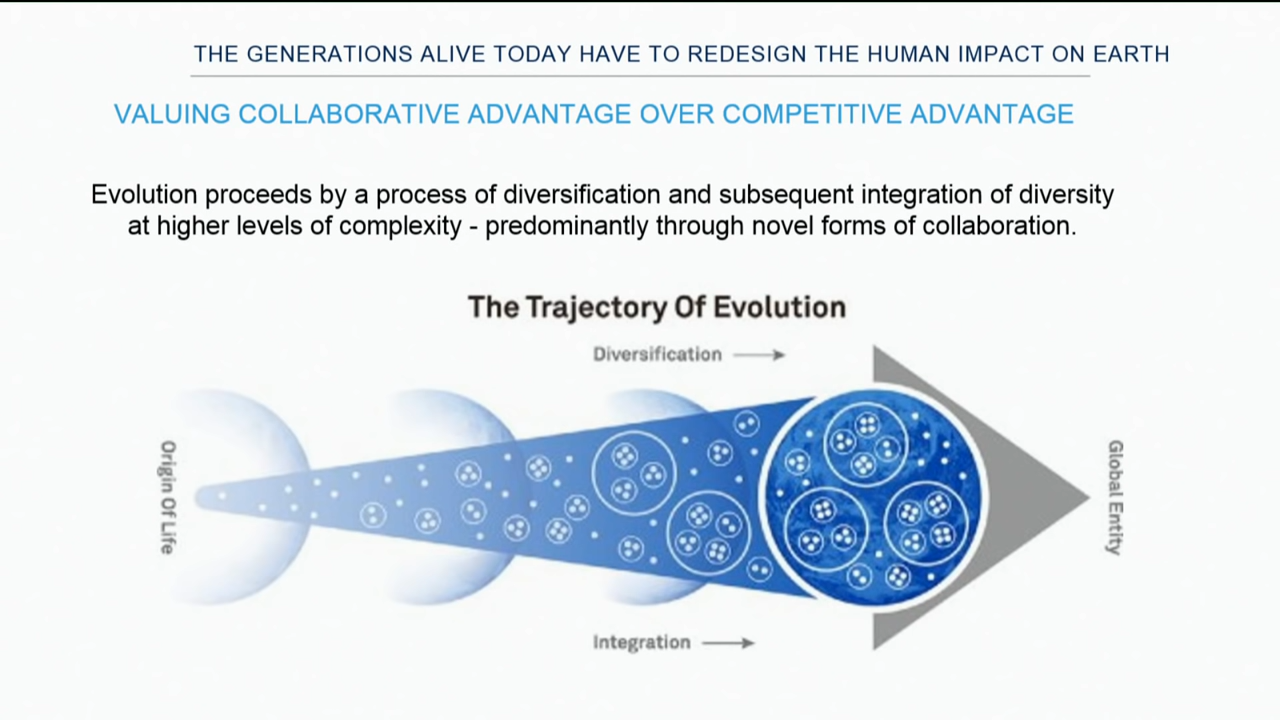 THE GENERATIONS ALIVE TODAY HAVE TO REDESIGN THE HUMAN IMPACT ON EARTH
VALUING COLLABORATIVE ADVANTAGE OVER COMPETITIVE ADVANTAGE
Evolution proceeds by a process of diversification and subsequent integration of diversity
at higher levels of complexity - predominantly through novel forms of collaboration.
The Trajectory Of Evolution
Diversification
Origin Of Life
Global Entity
Integration